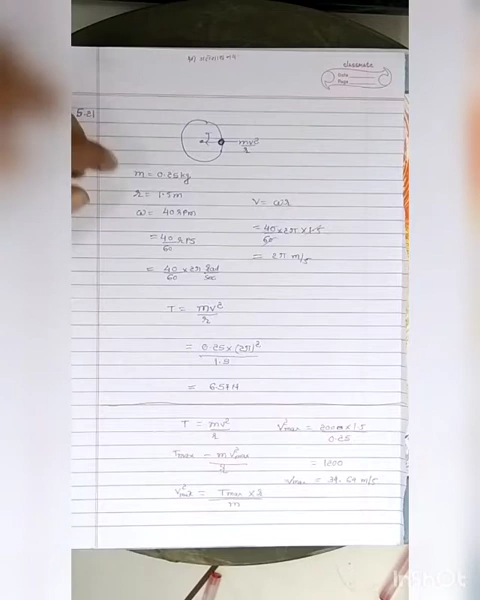 classmate
Date
Page
5.21
T
mv²/r
m = 0.25kg
r = 1.5m
ω = 40 rpm
= 40/60 rps
= 40/60 × 2π rad/sec
V = ωr
= 40/60 × 2π × 1.5
= 2π m/s
T = mv²/r
= 0.25 × (2π)²/1.5
= 6.57 N
T = mv²/r
Tmax = mV²max/r
V²max = Tmax × r/m
V²max = 200 × 1.5/0.25
= 1200
Vmax = 34.64 m/s
InShot